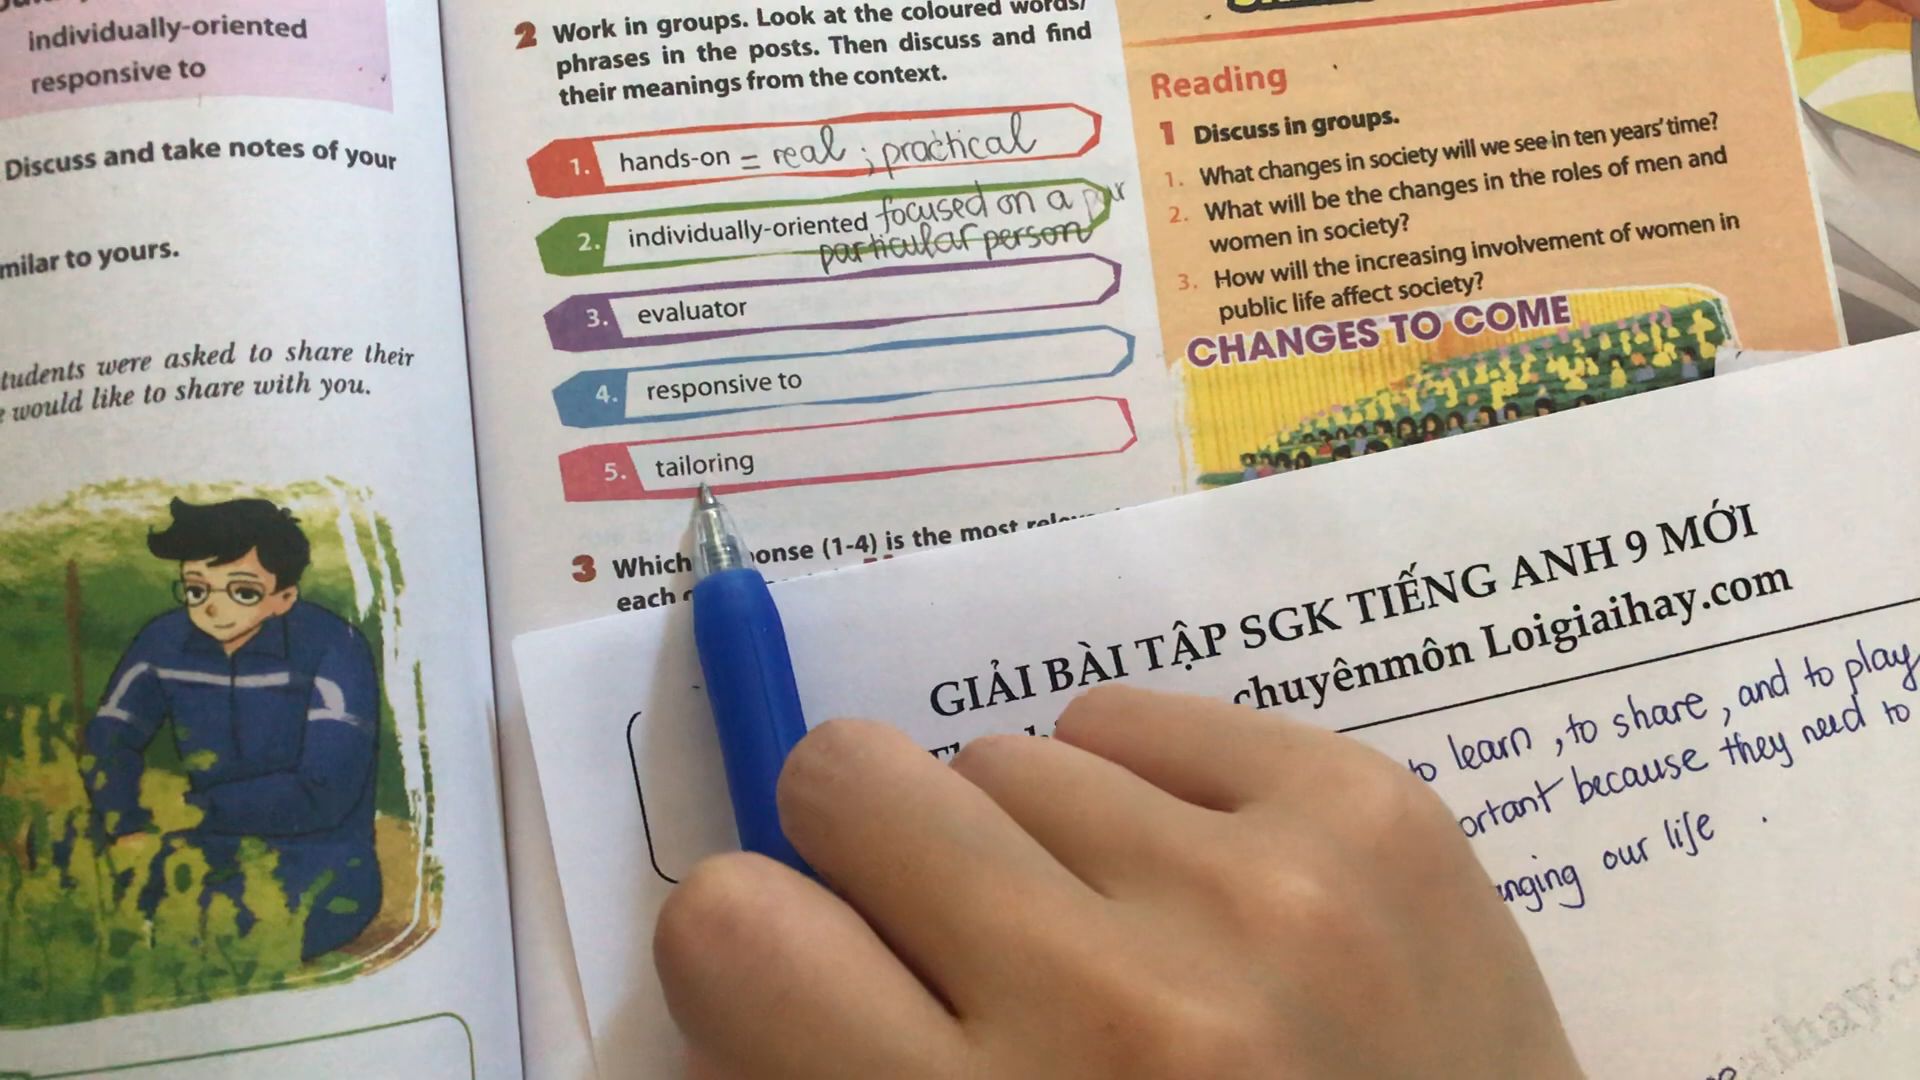 individually-oriented
responsive to
Discuss and take notes of your
milar to yours.
tudents were asked to share their
would like to share with you.
2 Work in groups. Look at the coloured words/
phrases in the posts. Then discuss and find
their meanings from the context.
1. hands-on = real ; practical
2. individually-oriented focused on a
particular person
3. evaluator
4. responsive to
5. tailoring
3 Which onse (1-4) is the most
each
Reading
1 Discuss in groups.
1. What changes in society will we see in ten years' time?
2. What will be the changes in the roles of men and
women in society?
3. How will the increasing involvement of women in
public life affect society?
CHANGES TO COME
GIẢI BÀI TẬP SGK TIẾNG ANH 9 MỚI
chuyênmôn Loigiaihay.com
to learn , to share , and to play
ortant because they need to
anging our life .